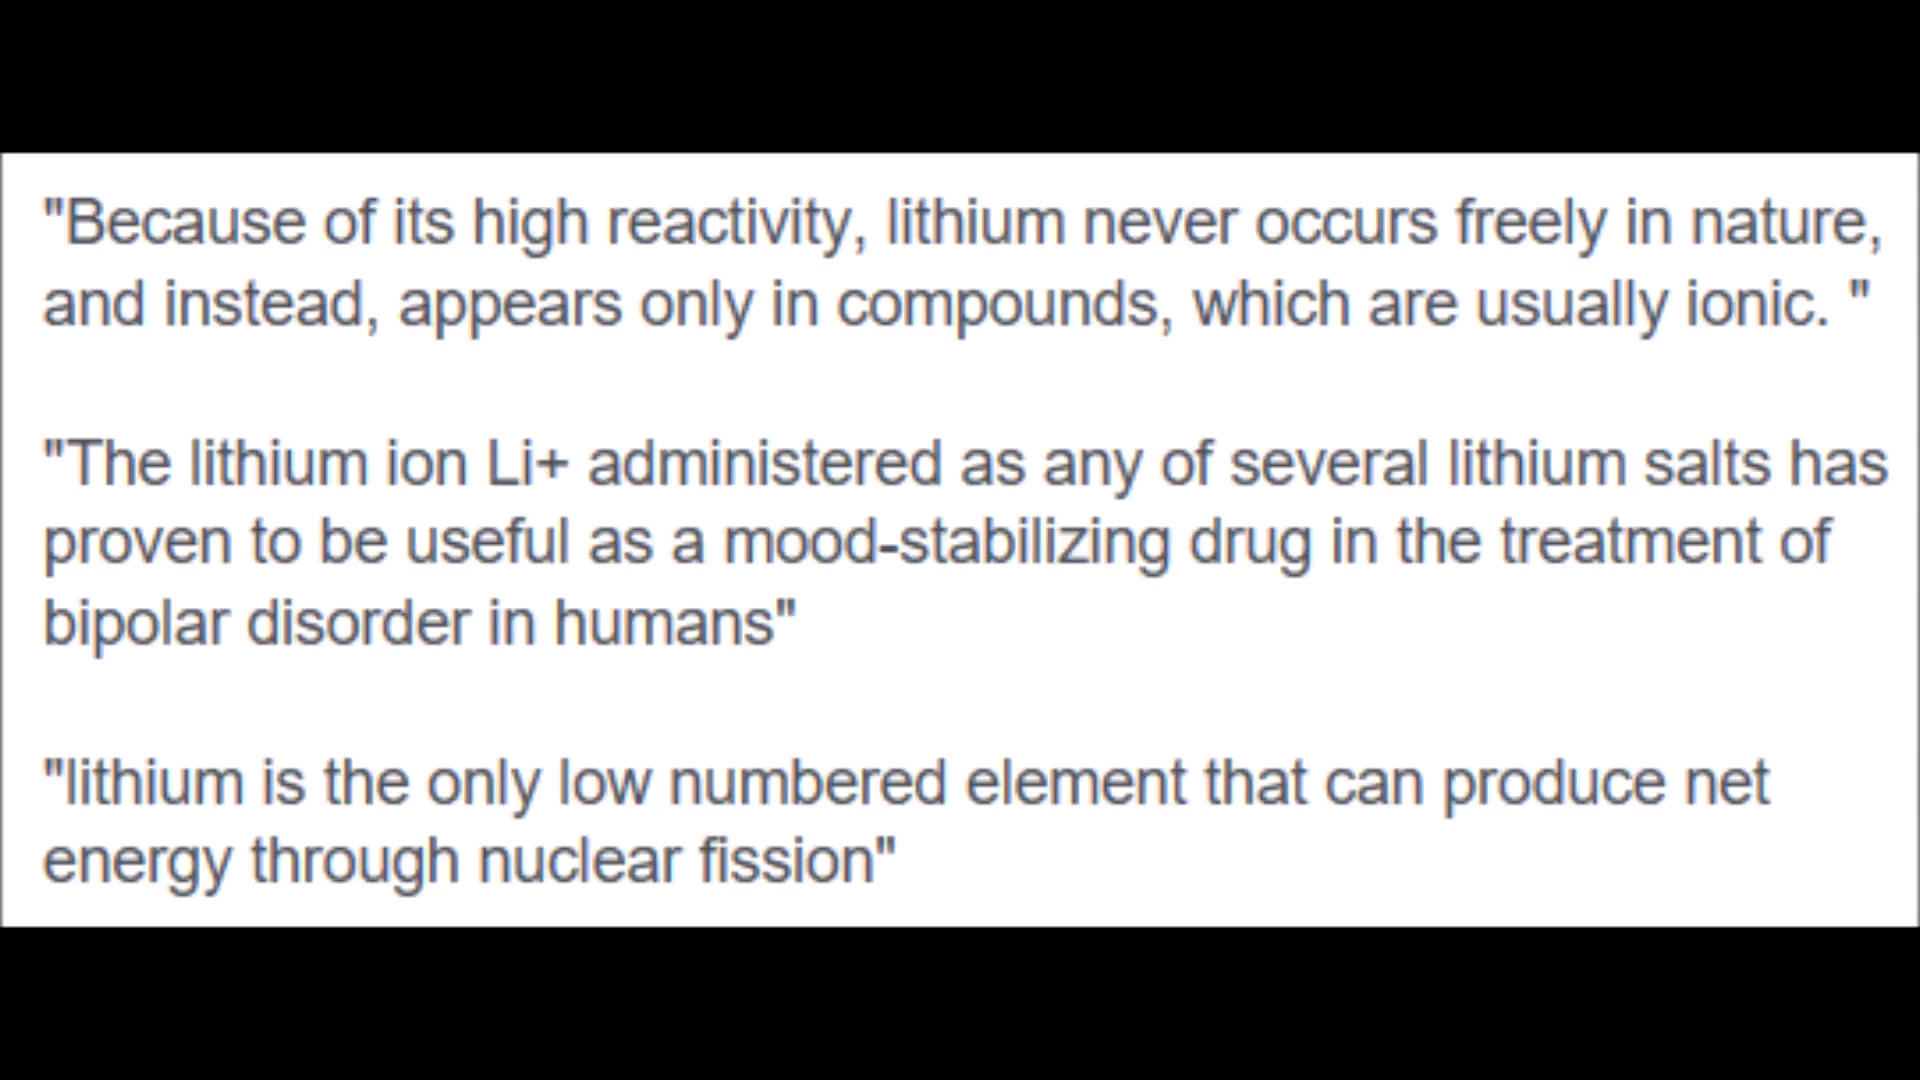 "Because of its high reactivity, lithium never occurs freely in nature,
and instead, appears only in compounds, which are usually ionic. "
"The lithium ion Li+ administered as any of several lithium salts has
proven to be useful as a mood-stabilizing drug in the treatment of
bipolar disorder in humans"
"lithium is the only low numbered element that can produce net
energy through nuclear fission"